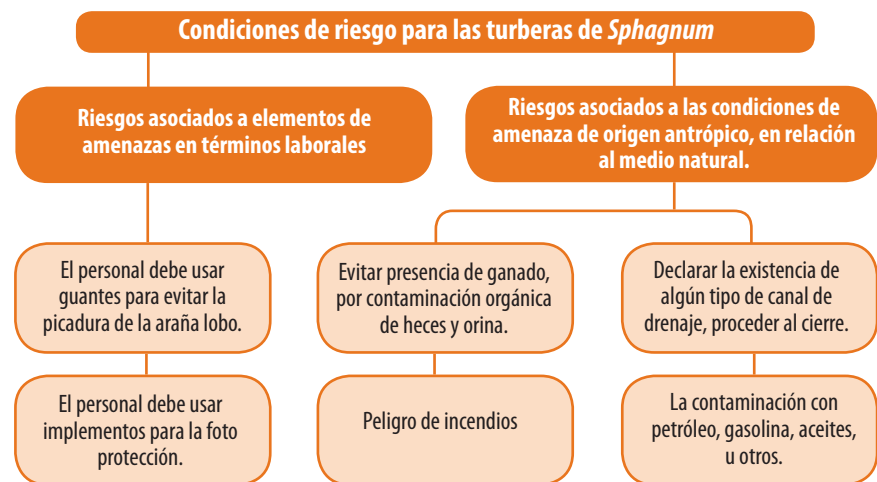 Condiciones de riesgo para las turberas de Sphagnum
Riesgos asociados a elementos de
amenazas en términos laborales
Riesgos asociados a las condiciones de
amenaza de origen antrópico, en relación
al medio natural.
El personal debe usar
guantes para evitar la
picadura de la araña lobo.
Evitar presencia de ganado,
por contaminación orgánica
de heces y orina.
Declarar la existencia de
algún tipo de canal de
drenaje, proceder al cierre.
El personal debe usar
implementos para la foto
protección.
Peligro de incendios
La contaminación con
petróleo, gasolina, aceites,
u otros.